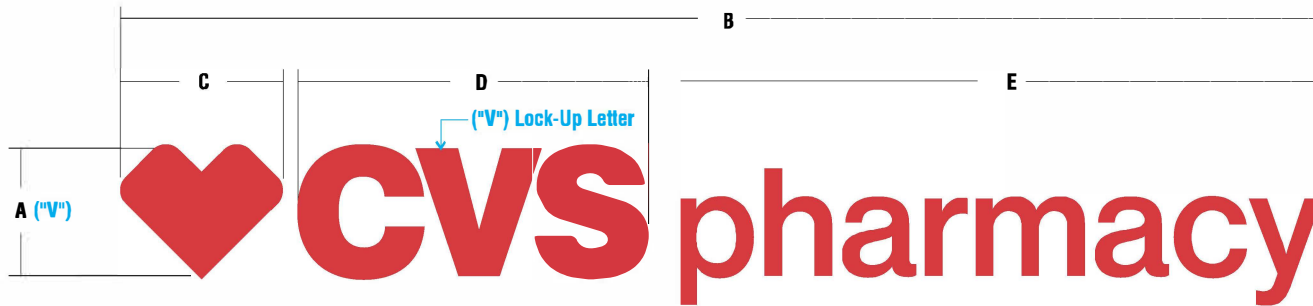 B
C D E
("V") Lock-Up Letter
A ("V")
CVS pharmacy